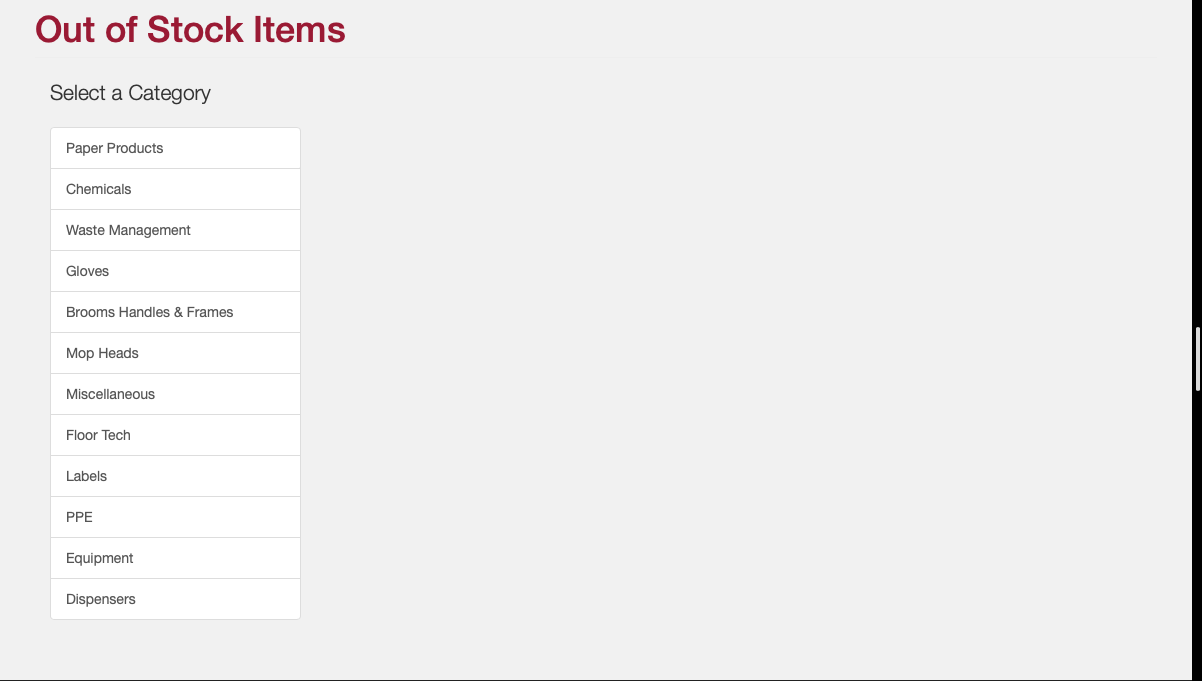 Out of Stock Items
Select a Category
Paper Products
Chemicals
Waste Management
Gloves
Brooms Handles & Frames
Mop Heads
Miscellaneous
Floor Tech
Labels
PPE
Equipment
Dispensers